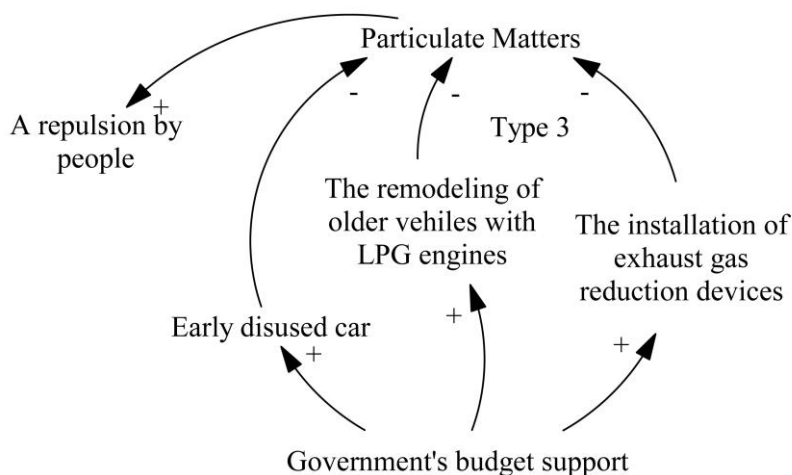 Particulate Matters
-
-
-
+
A repulsion by
people
Type 3
The remodeling of
older vehiles with
LPG engines
The installation of
exhaust gas
reduction devices
Early disused car
+
+
+
Government's budget support